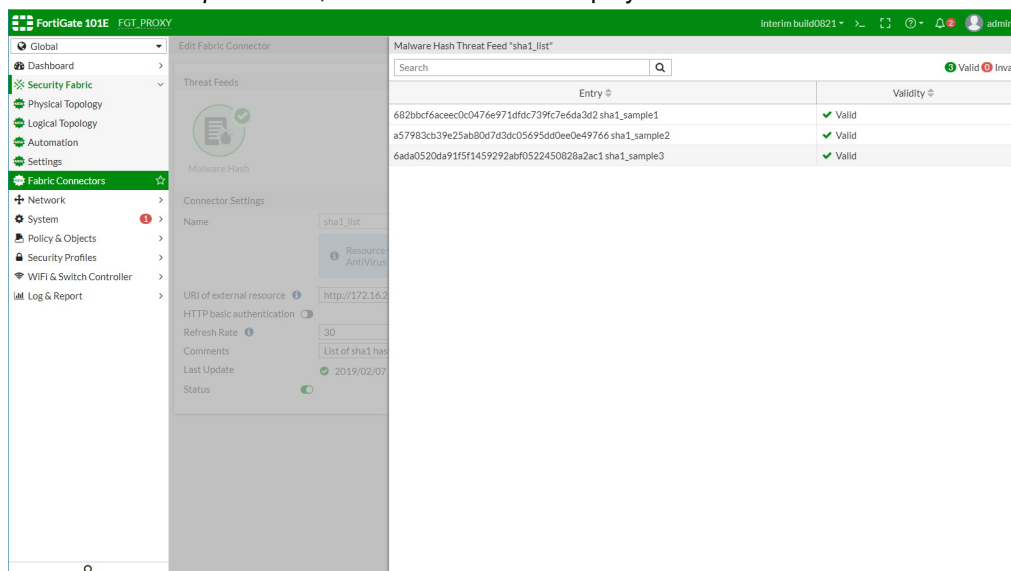 FortiGate 101E FGT_PROXY interim build0821 >_ 2 admin
Global
Dashboard
Security Fabric
Physical Topology
Logical Topology
Automation
Settings
Fabric Connectors
Network
System 1
Policy & Objects
Security Profiles
WiFi & Switch Controller
Log & Report
Edit Fabric Connector
Threat Feeds
Malware Hash
Connector Settings
Name sha1_list
Resource
AntiVirus
URI of external resource http://172.16.2
HTTP basic authentication
Refresh Rate 30
Comments List of sha1 has
Last Update 2019/02/07
Status
Malware Hash Threat Feed "sha1_list"
Search 3 Valid 0 Inva
Entry Validity
682bbcf6aceec0c0476e971dfdc739fc7e6da3d2 sha1_sample1 Valid
a57983cb39e25ab80d7d3dc05695dd0ee0e49766 sha1_sample2 Valid
6ada0520da91f5f1459292abf0522450828a2ac1 sha1_sample3 Valid